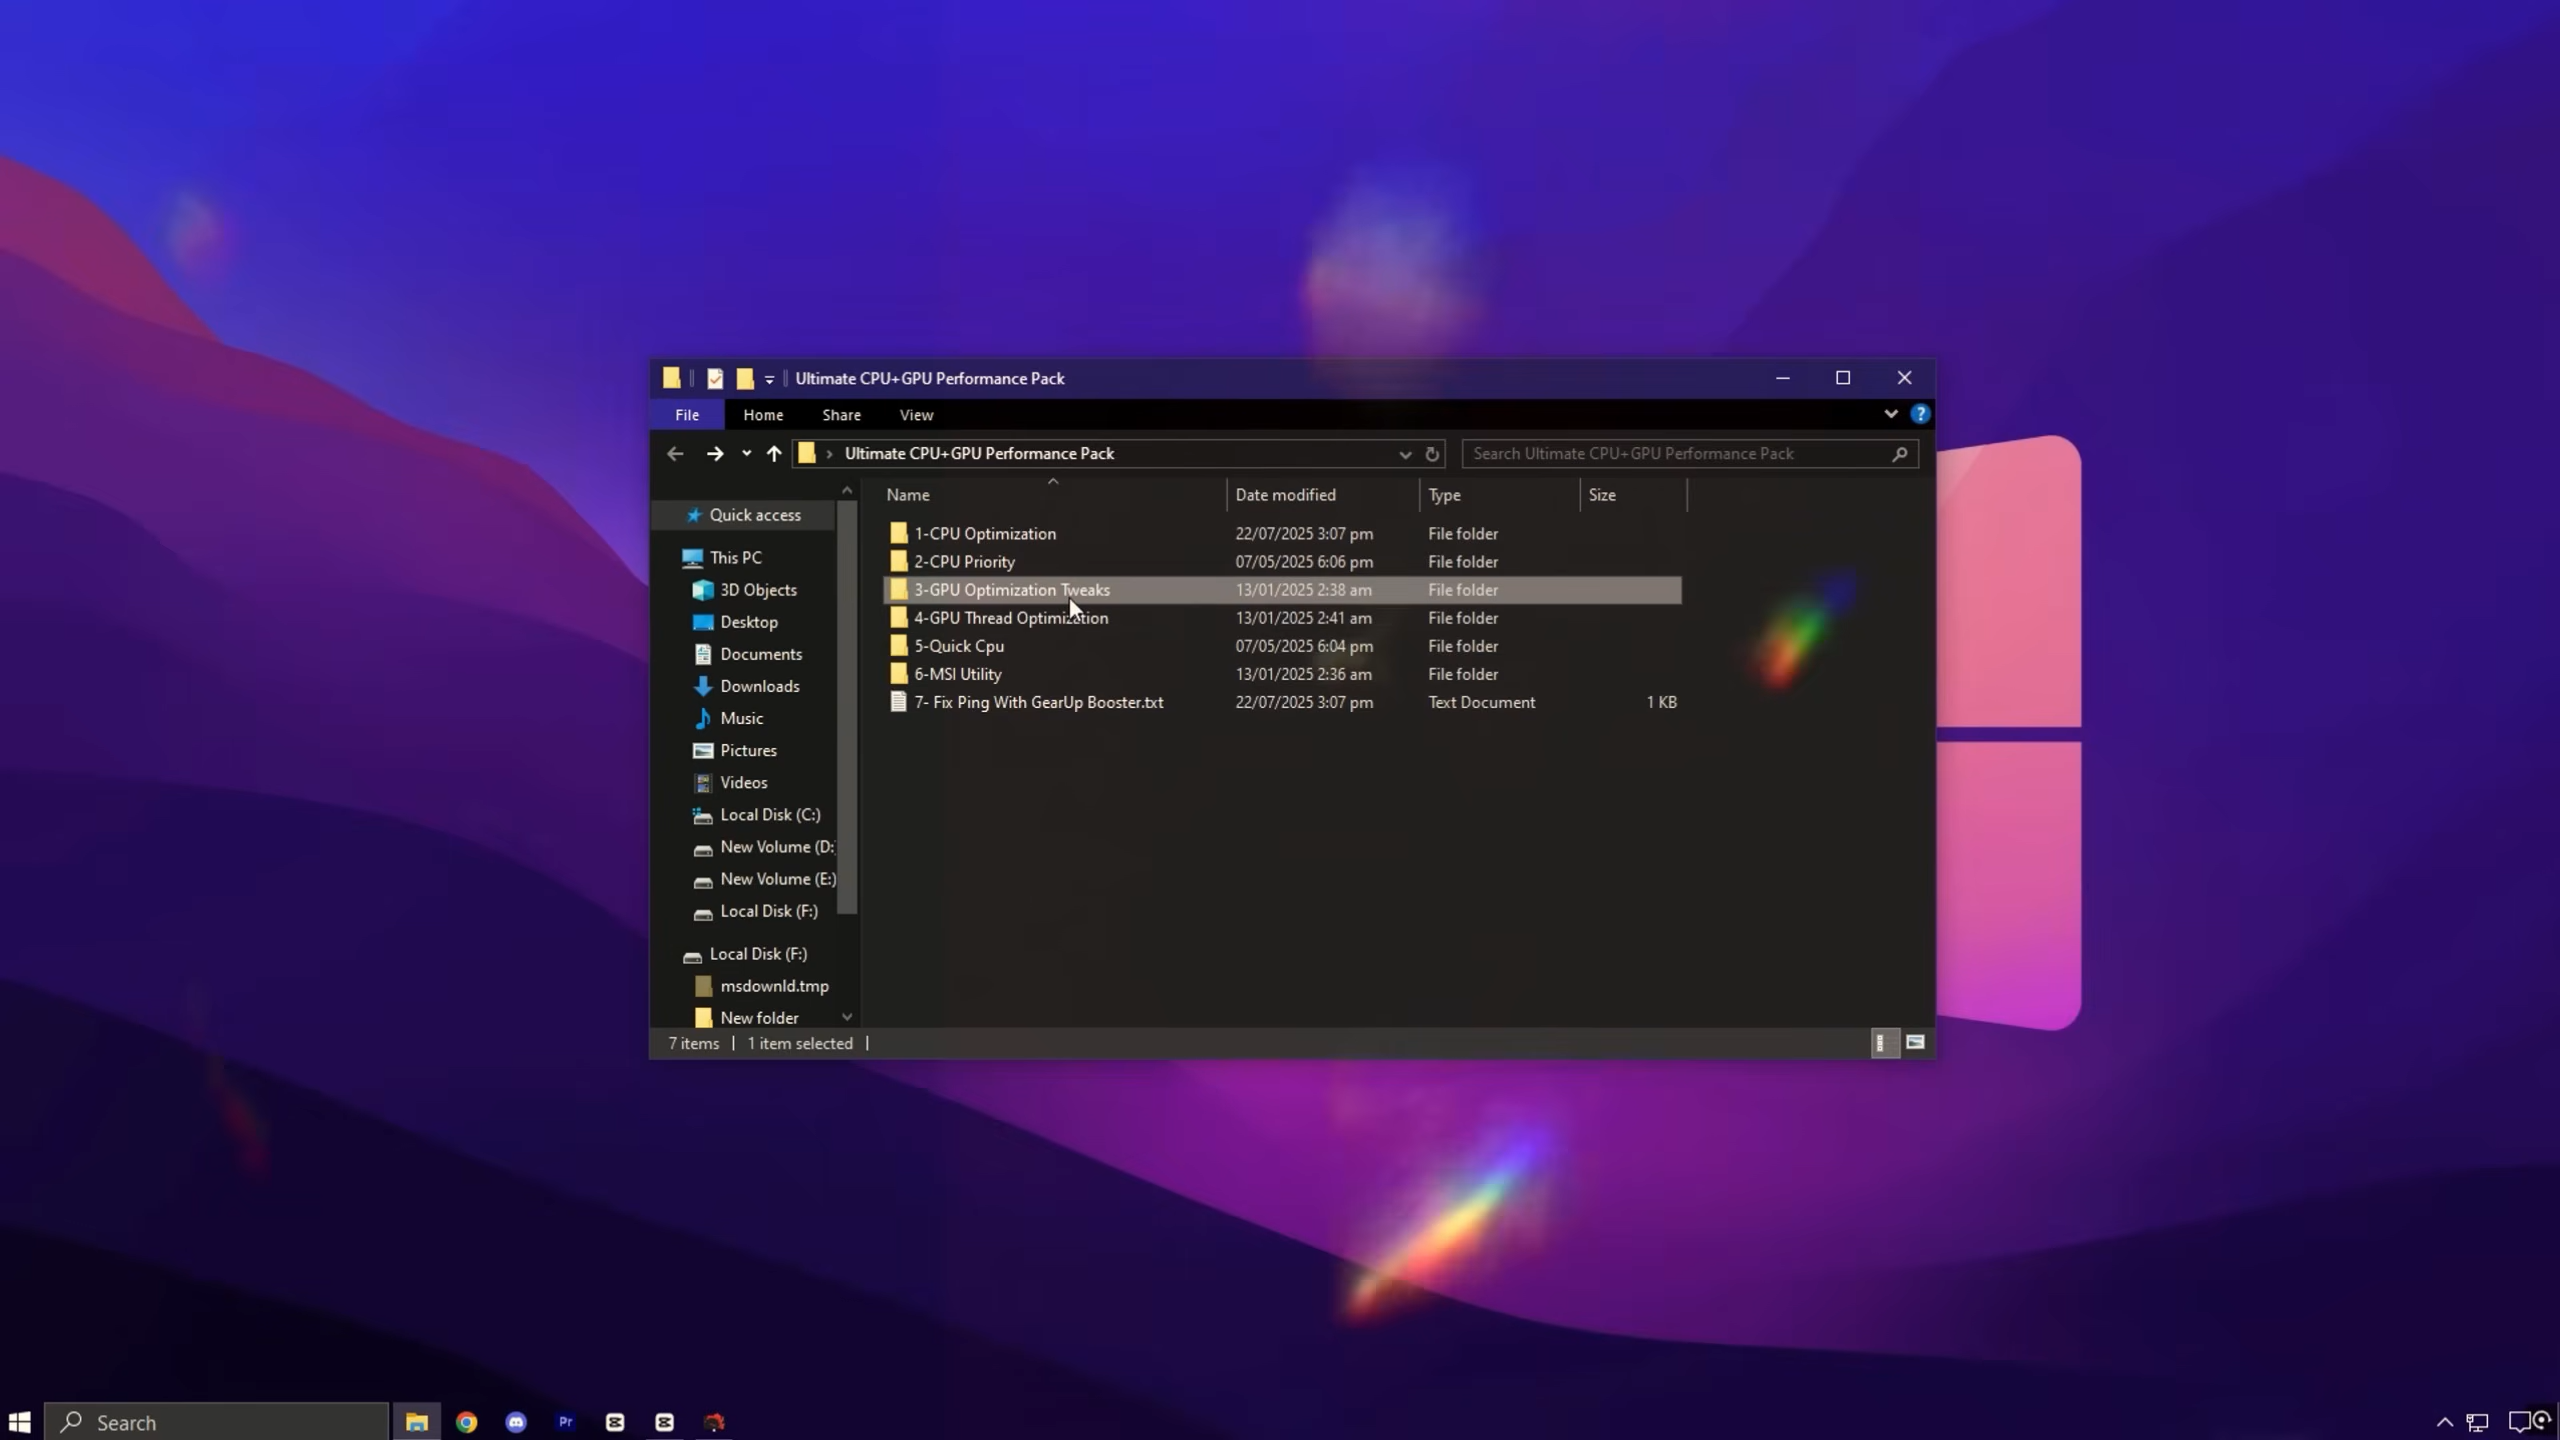 Ultimate CPU+GPU Performance Pack
File Home Share View
Ultimate CPU+GPU Performance Pack Search Ultimate CPU+GPU Performance Pack
Name Date modified Type Size
Quick access
This PC
3D Objects
Desktop
Documents
Downloads
Music
Pictures
Videos
Local Disk (C:)
New Volume (D:
New Volume (E:)
Local Disk (F:)
Local Disk (F:)
msdownld.tmp
New folder
1-CPU Optimization 22/07/2025 3:07 pm File folder
2-CPU Priority 07/05/2025 6:06 pm File folder
3-GPU Optimization Tweaks 13/01/2025 2:38 am File folder
4-GPU Thread Optimization 13/01/2025 2:41 am File folder
5-Quick Cpu 07/05/2025 6:04 pm File folder
6-MSI Utility 13/01/2025 2:36 am File folder
7- Fix Ping With GearUp Booster.txt 22/07/2025 3:07 pm Text Document 1 KB
7 items 1 item selected
Search
Pr